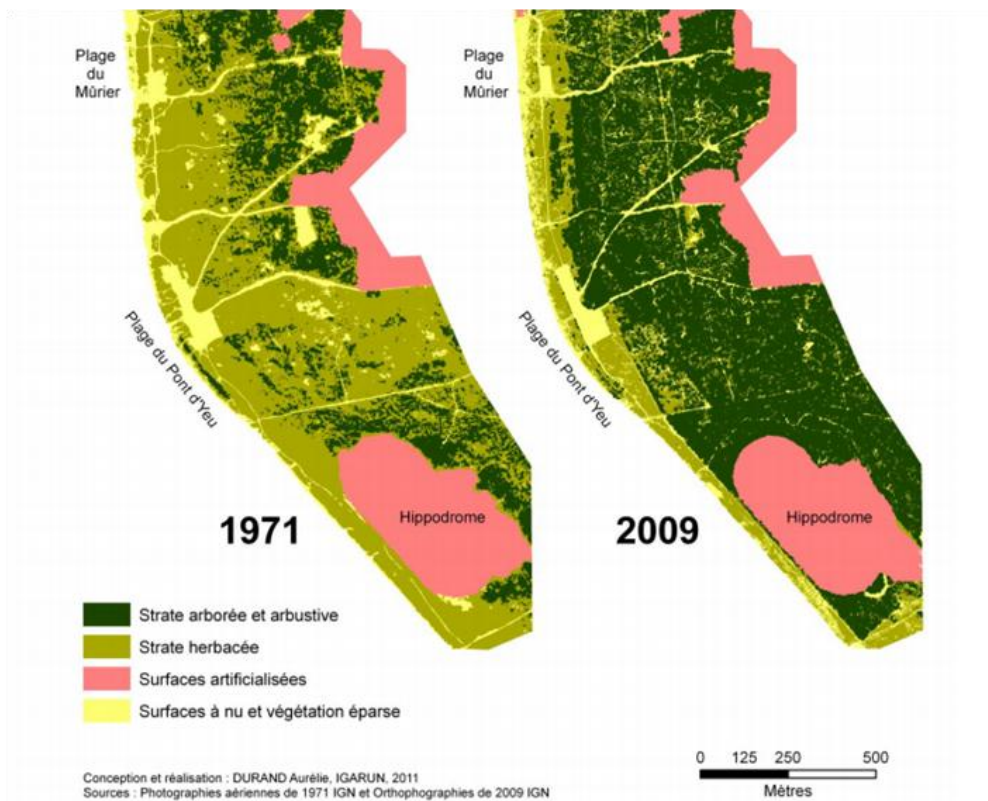 Plage
du
Mûrier
Plage du Pont d'Yeu
Hippodrome
1971
Plage
du
Mûrier
Plage du Pont d'Yeu
Hippodrome
2009
Strate arborée et arbustive
Strate herbacée
Surfaces artificialisées
Surfaces à nu et végétation éparse
0 125 250 500
Mètres
Conception et réalisation : DURAND Aurélie, IGARUN, 2011
Sources : Photographies aériennes de 1971 IGN et Orthophographies de 2009 IGN